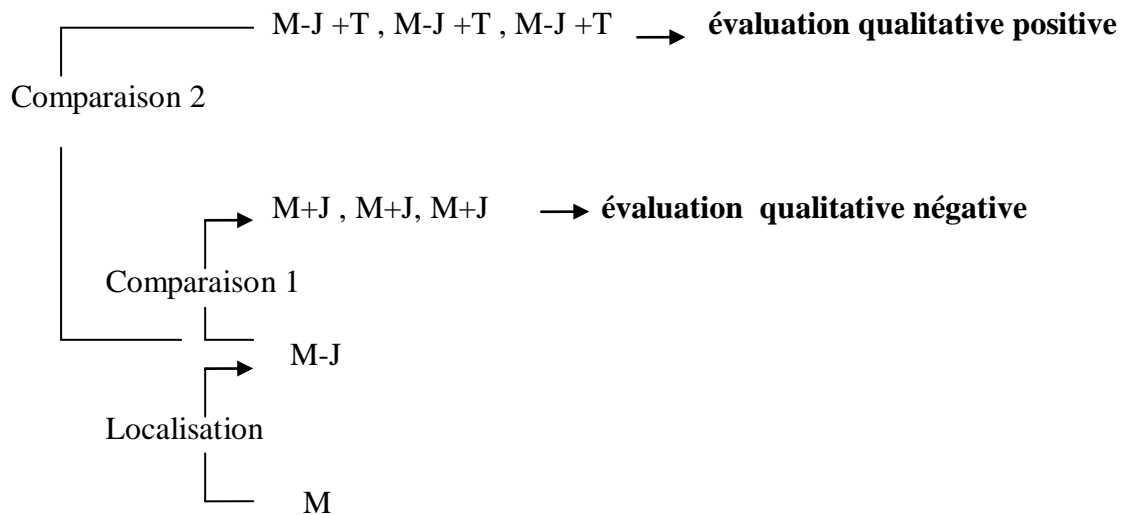 M-J +T , M-J +T , M-J +T évaluation qualitative positive
Comparaison 2
M+J , M+J, M+J évaluation qualitative négative
Comparaison 1
M-J
Localisation
M